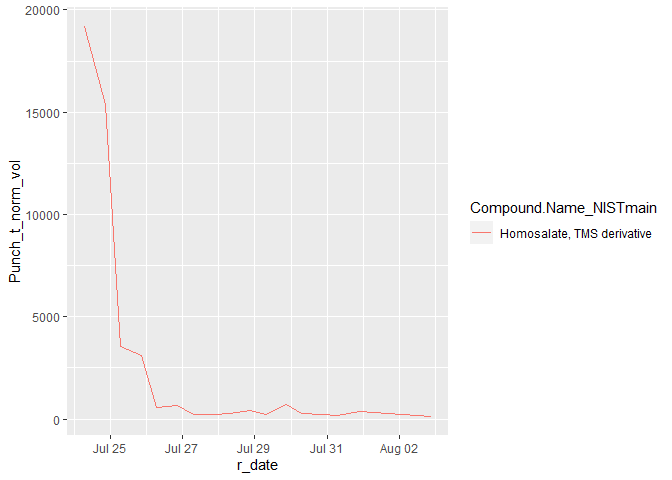 20000
15000
10000
5000
0
Punch_t_norm_vol
Jul 25 Jul 27 Jul 29 Jul 31 Aug 02
r_date
Compound.Name_NISTmain
Homosalate, TMS derivative